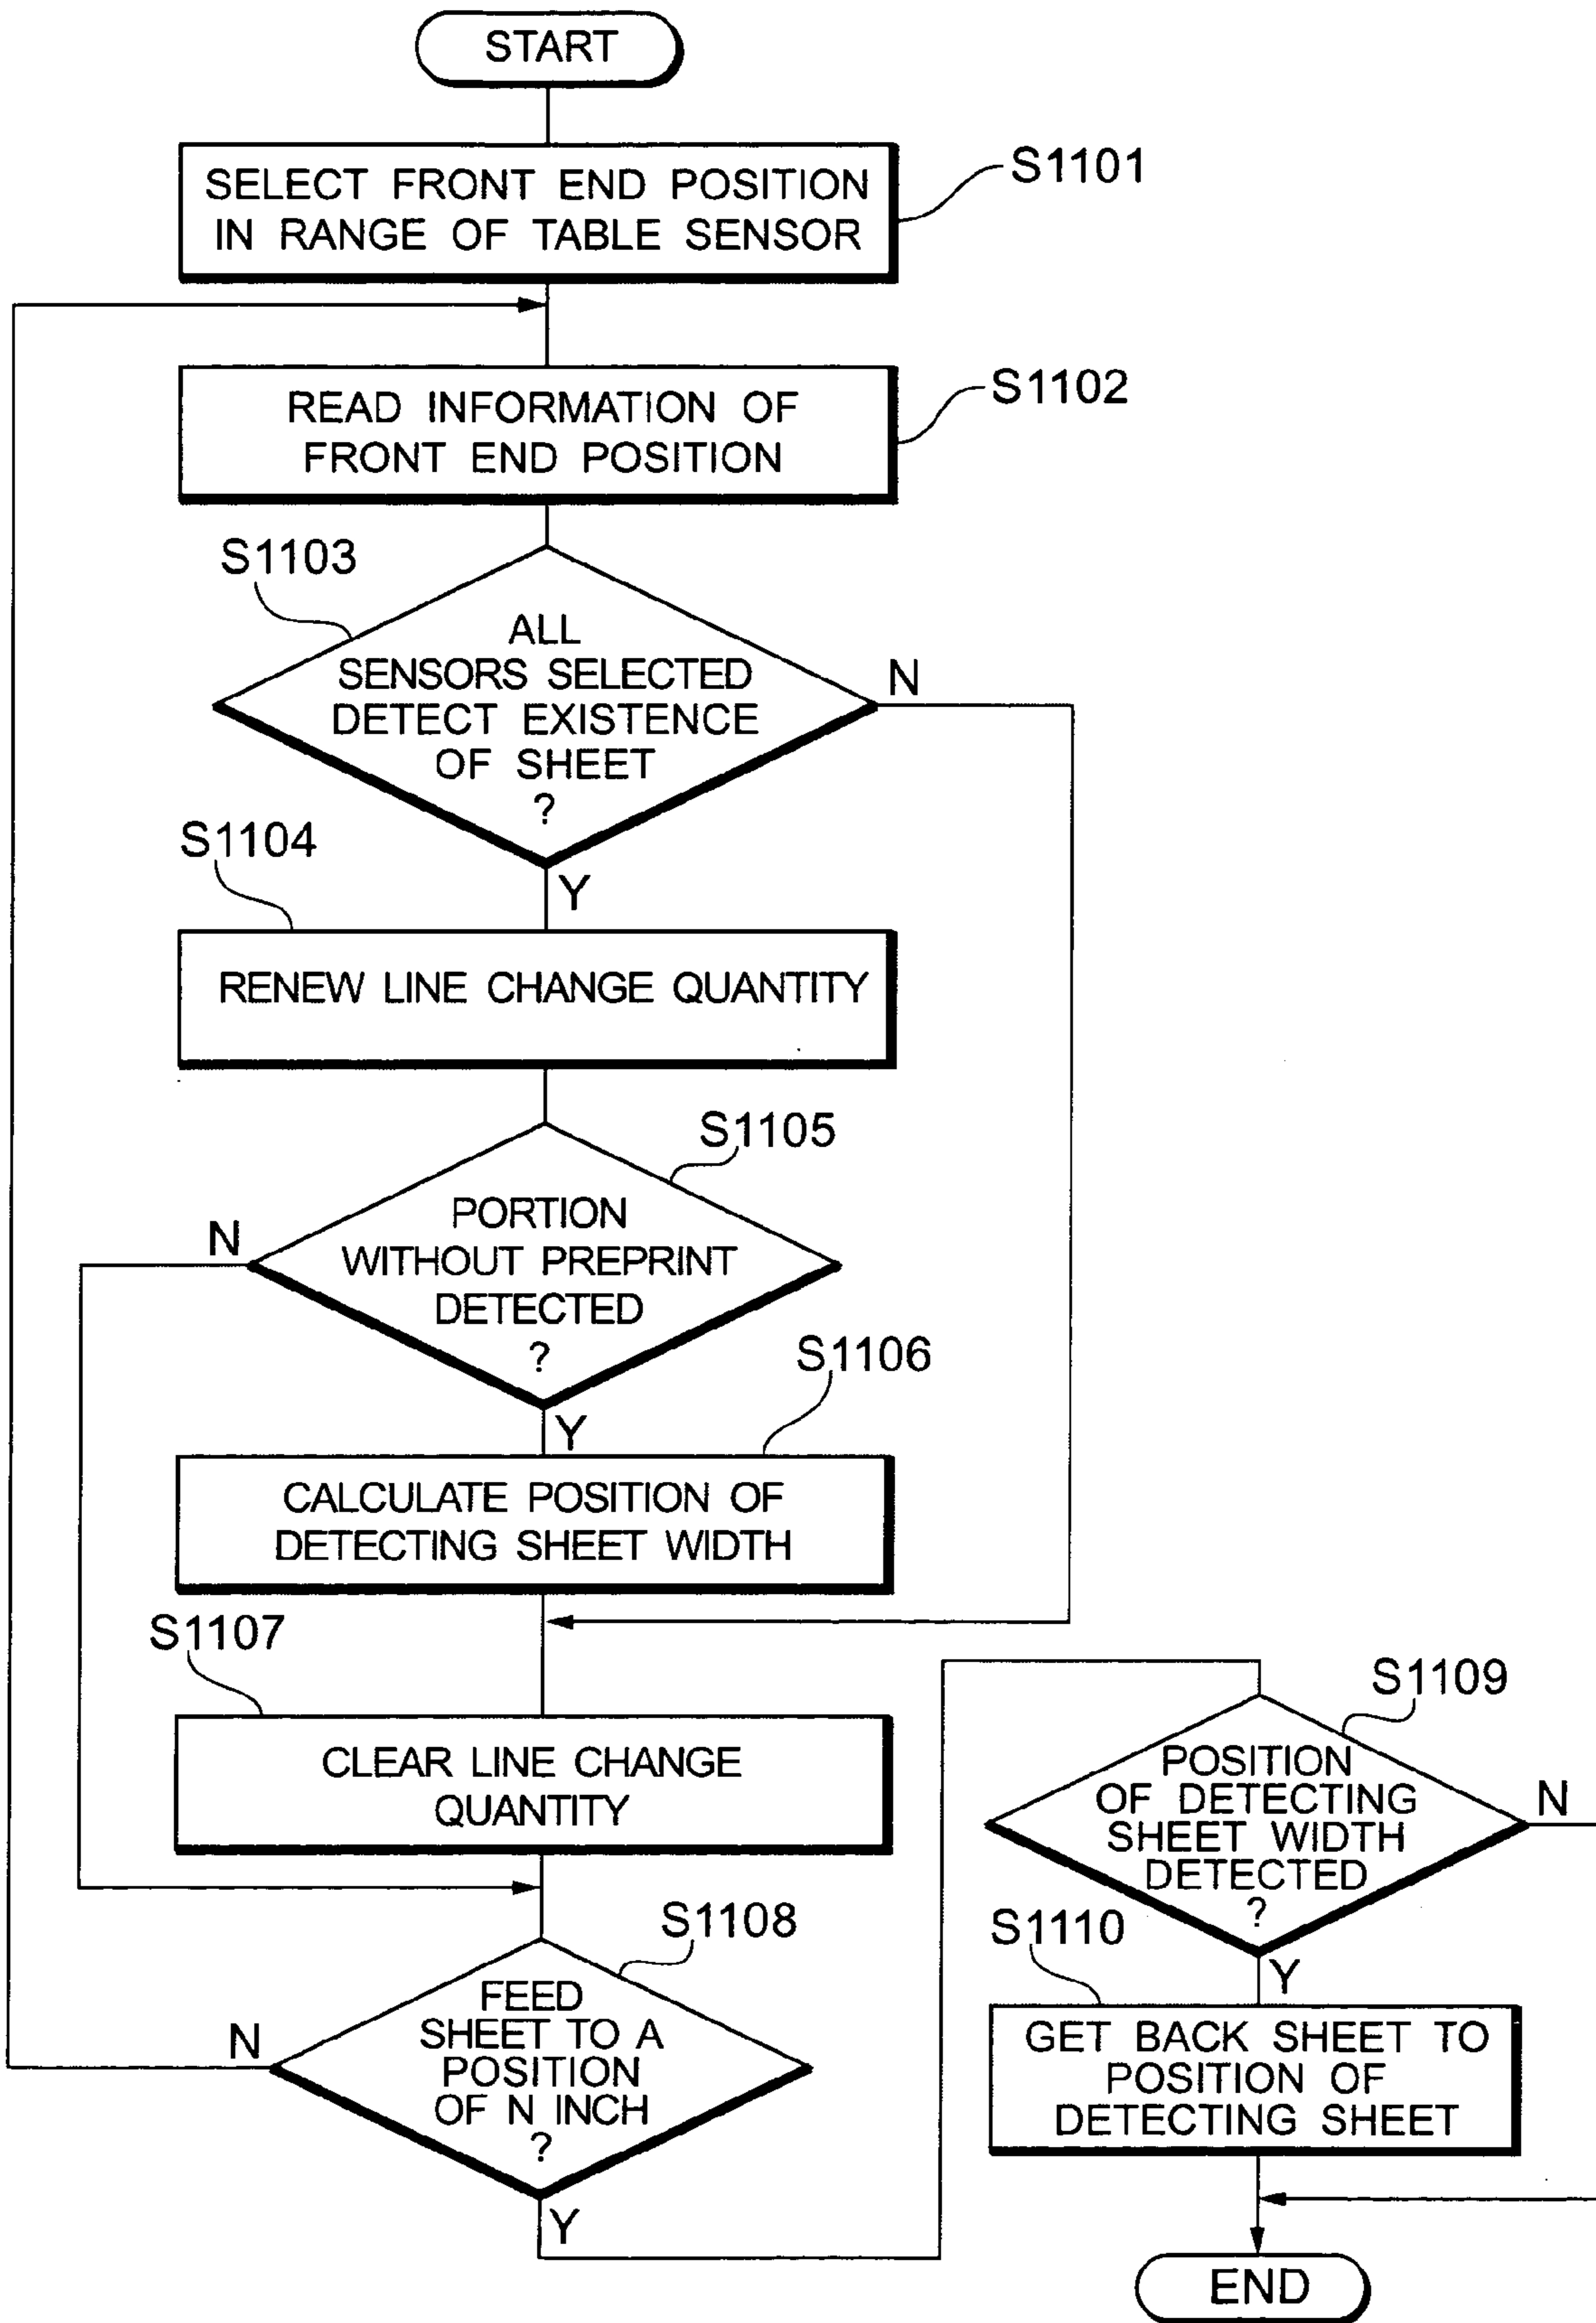 START
SELECT FRONT END POSITION
IN RANGE OF TABLE SENSOR
S1101
READ INFORMATION OF
FRONT END POSITION
S1102
S1103
ALL
SENSORS SELECTED
DETECT EXISTENCE
OF SHEET
?
N
Y
S1104
RENEW LINE CHANGE QUANTITY
S1105
PORTION
WITHOUT PREPRINT
DETECTED
?
N
Y
S1106
CALCULATE POSITION OF
DETECTING SHEET WIDTH
S1107
CLEAR LINE CHANGE
QUANTITY
S1108
FEED
SHEET TO A
POSITION
OF N INCH
?
N
Y
S1109
POSITION
OF DETECTING
SHEET WIDTH
DETECTED
?
N
Y
S1110
GET BACK SHEET TO
POSITION OF
DETECTING SHEET
END